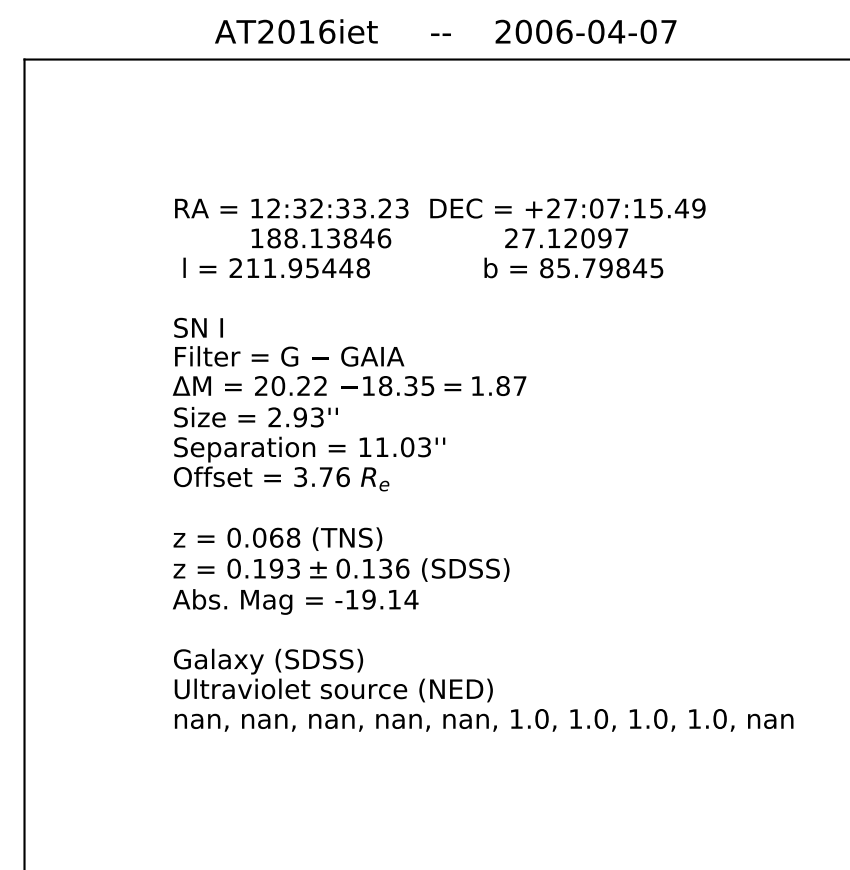 AT2016iet -- 2006-04-07
RA = 12:32:33.23 DEC = +27:07:15.49
188.13846 27.12097
l = 211.95448 b = 85.79845
SN I
Filter = G − GAIA
ΔM = 20.22 −18.35 = 1.87
Size = 2.93''
Separation = 11.03''
Offset = 3.76 Rₑ
z = 0.068 (TNS)
z = 0.193 ± 0.136 (SDSS)
Abs. Mag = -19.14
Galaxy (SDSS)
Ultraviolet source (NED)
nan, nan, nan, nan, nan, 1.0, 1.0, 1.0, 1.0, nan